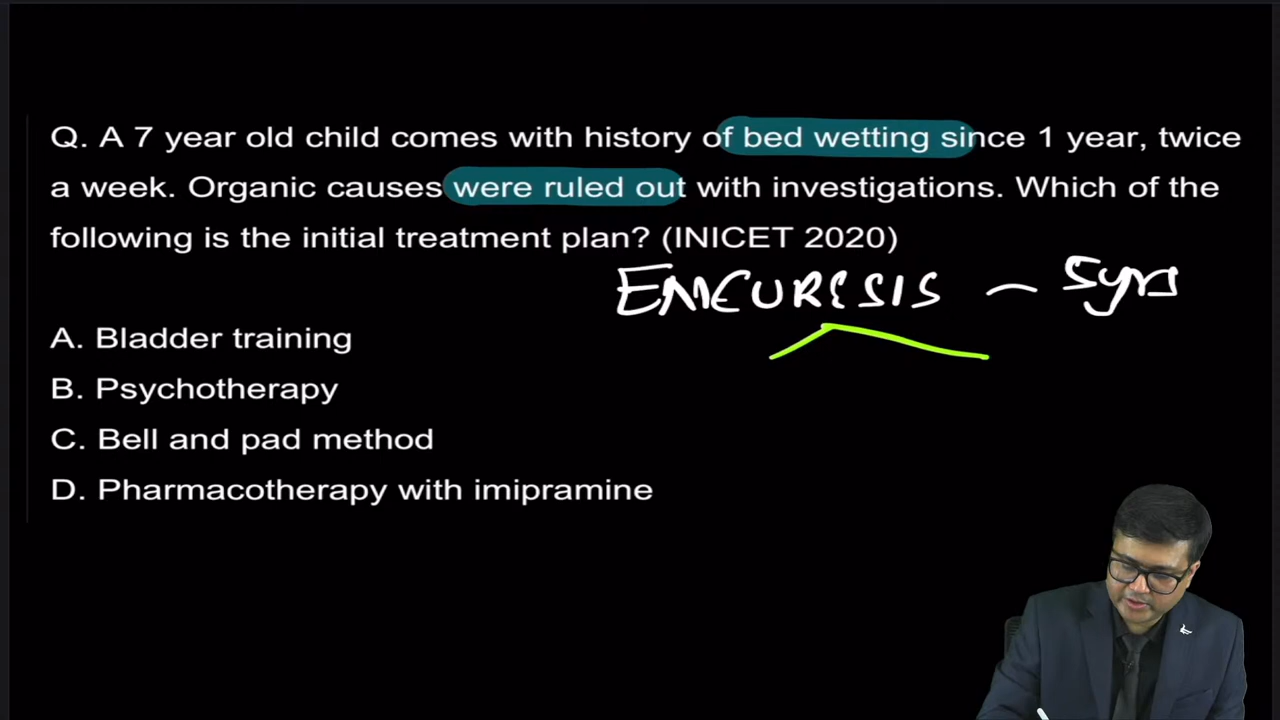 Q. A 7 year old child comes with history of bed wetting since 1 year, twice
a week. Organic causes were ruled out with investigations. Which of the
following is the initial treatment plan? (INICET 2020)
ENEURESIS — 5yrs
A. Bladder training
B. Psychotherapy
C. Bell and pad method
D. Pharmacotherapy with imipramine